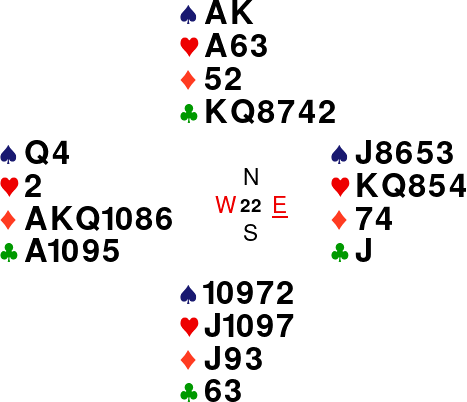 ♠ AK
♥ A63
♦ 52
♣ KQ8742
♠ Q4
♥ 2
♦ AKQ1086
♣ A1095
N
W 22 E
S
♠ J8653
♥ KQ854
♦ 74
♣ J
♠ 10972
♥ J1097
♦ J93
♣ 63